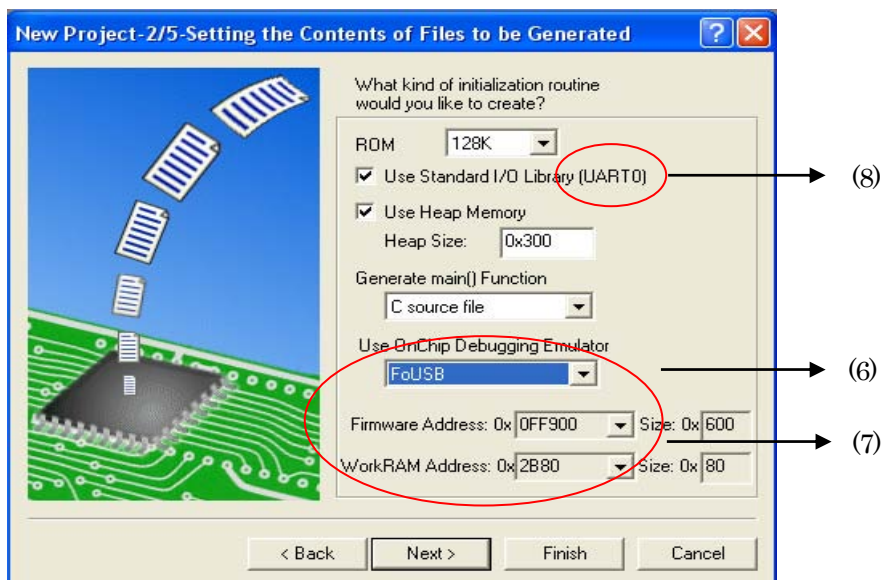 New Project-2/5-Setting the Contents of Files to be Generated
What kind of initialization routine
would you like to create?
ROM 128K
Use Standard I/O Library (UART0) (8)
Use Heap Memory
Heap Size: 0x300
Generate main() Function
C source file
Use OnChip Debugging Emulator
FoUSB (6)
Firmware Address: 0x 0FF900 Size: 0x 600
(7)
WorkRAM Address: 0x 2B80 Size: 0x 80
< Back Next > Finish Cancel